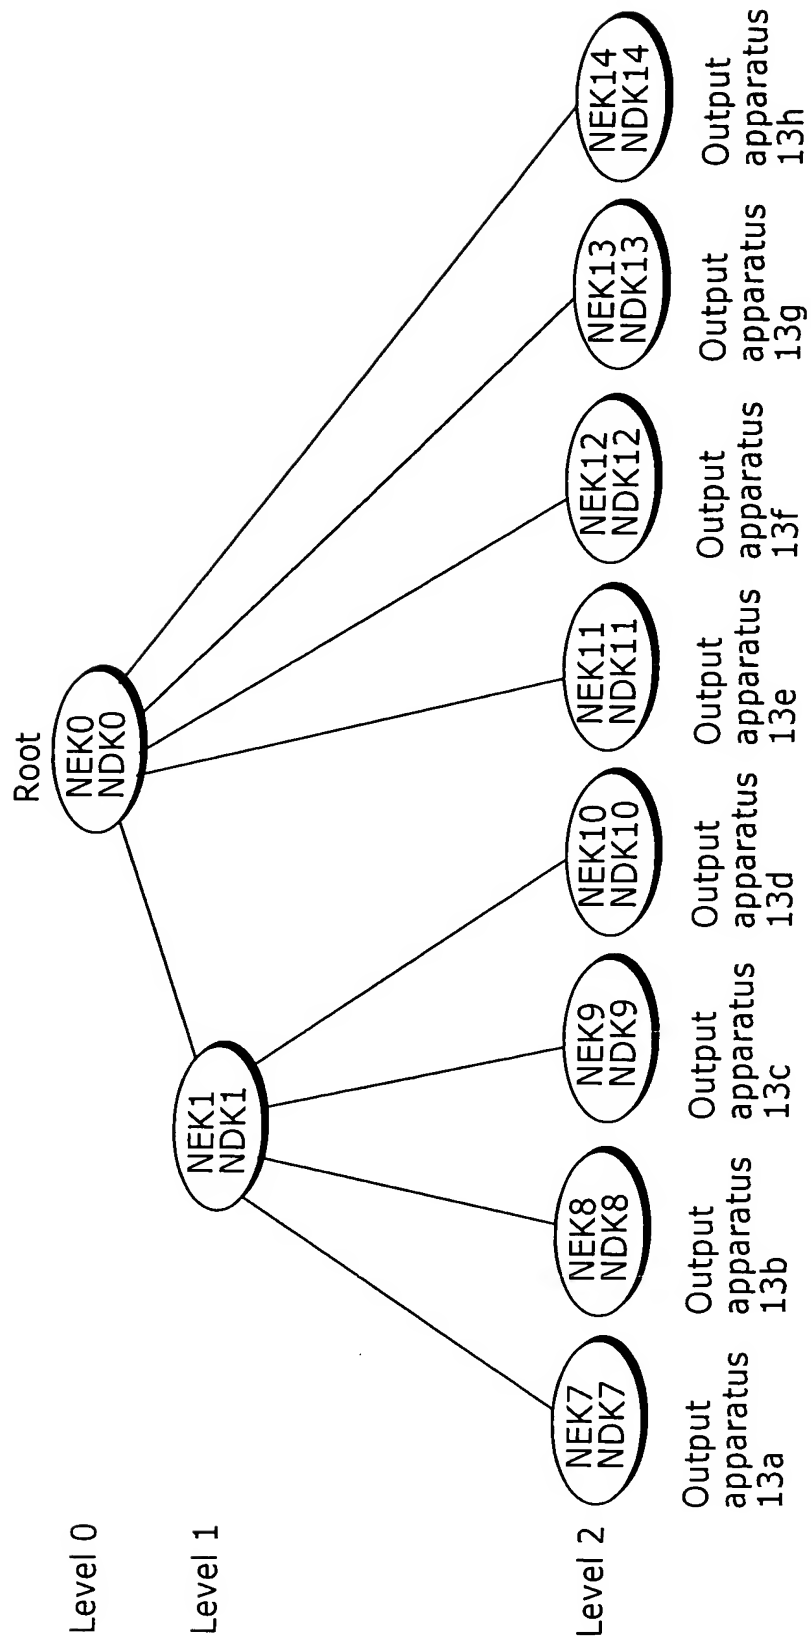 Root
Level 0
NEK0
NDK0
Level 1
NEK1
NDK1
Level 2
NEK7
NDK7
NEK8
NDK8
NEK9
NDK9
NEK10
NDK10
NEK11
NDK11
NEK12
NDK12
NEK13
NDK13
NEK14
NDK14
Output
apparatus
13a
Output
apparatus
13b
Output
apparatus
13c
Output
apparatus
13d
Output
apparatus
13e
Output
apparatus
13f
Output
apparatus
13g
Output
apparatus
13h